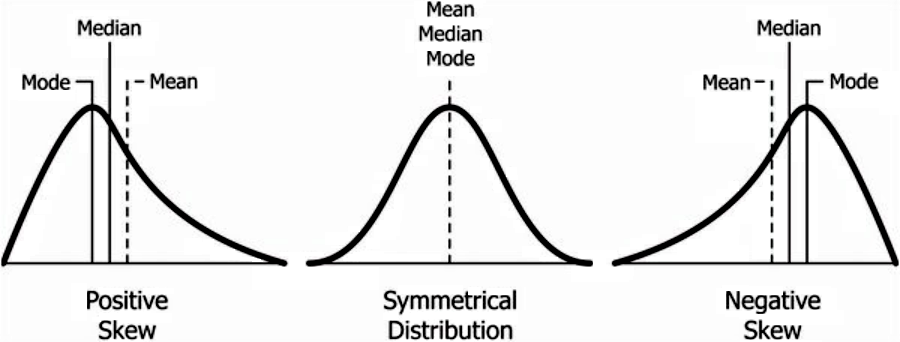 Median
Mode
Mean
Positive
Skew
Mean
Median
Mode
Symmetrical
Distribution
Median
Mean
Mode
Negative
Skew